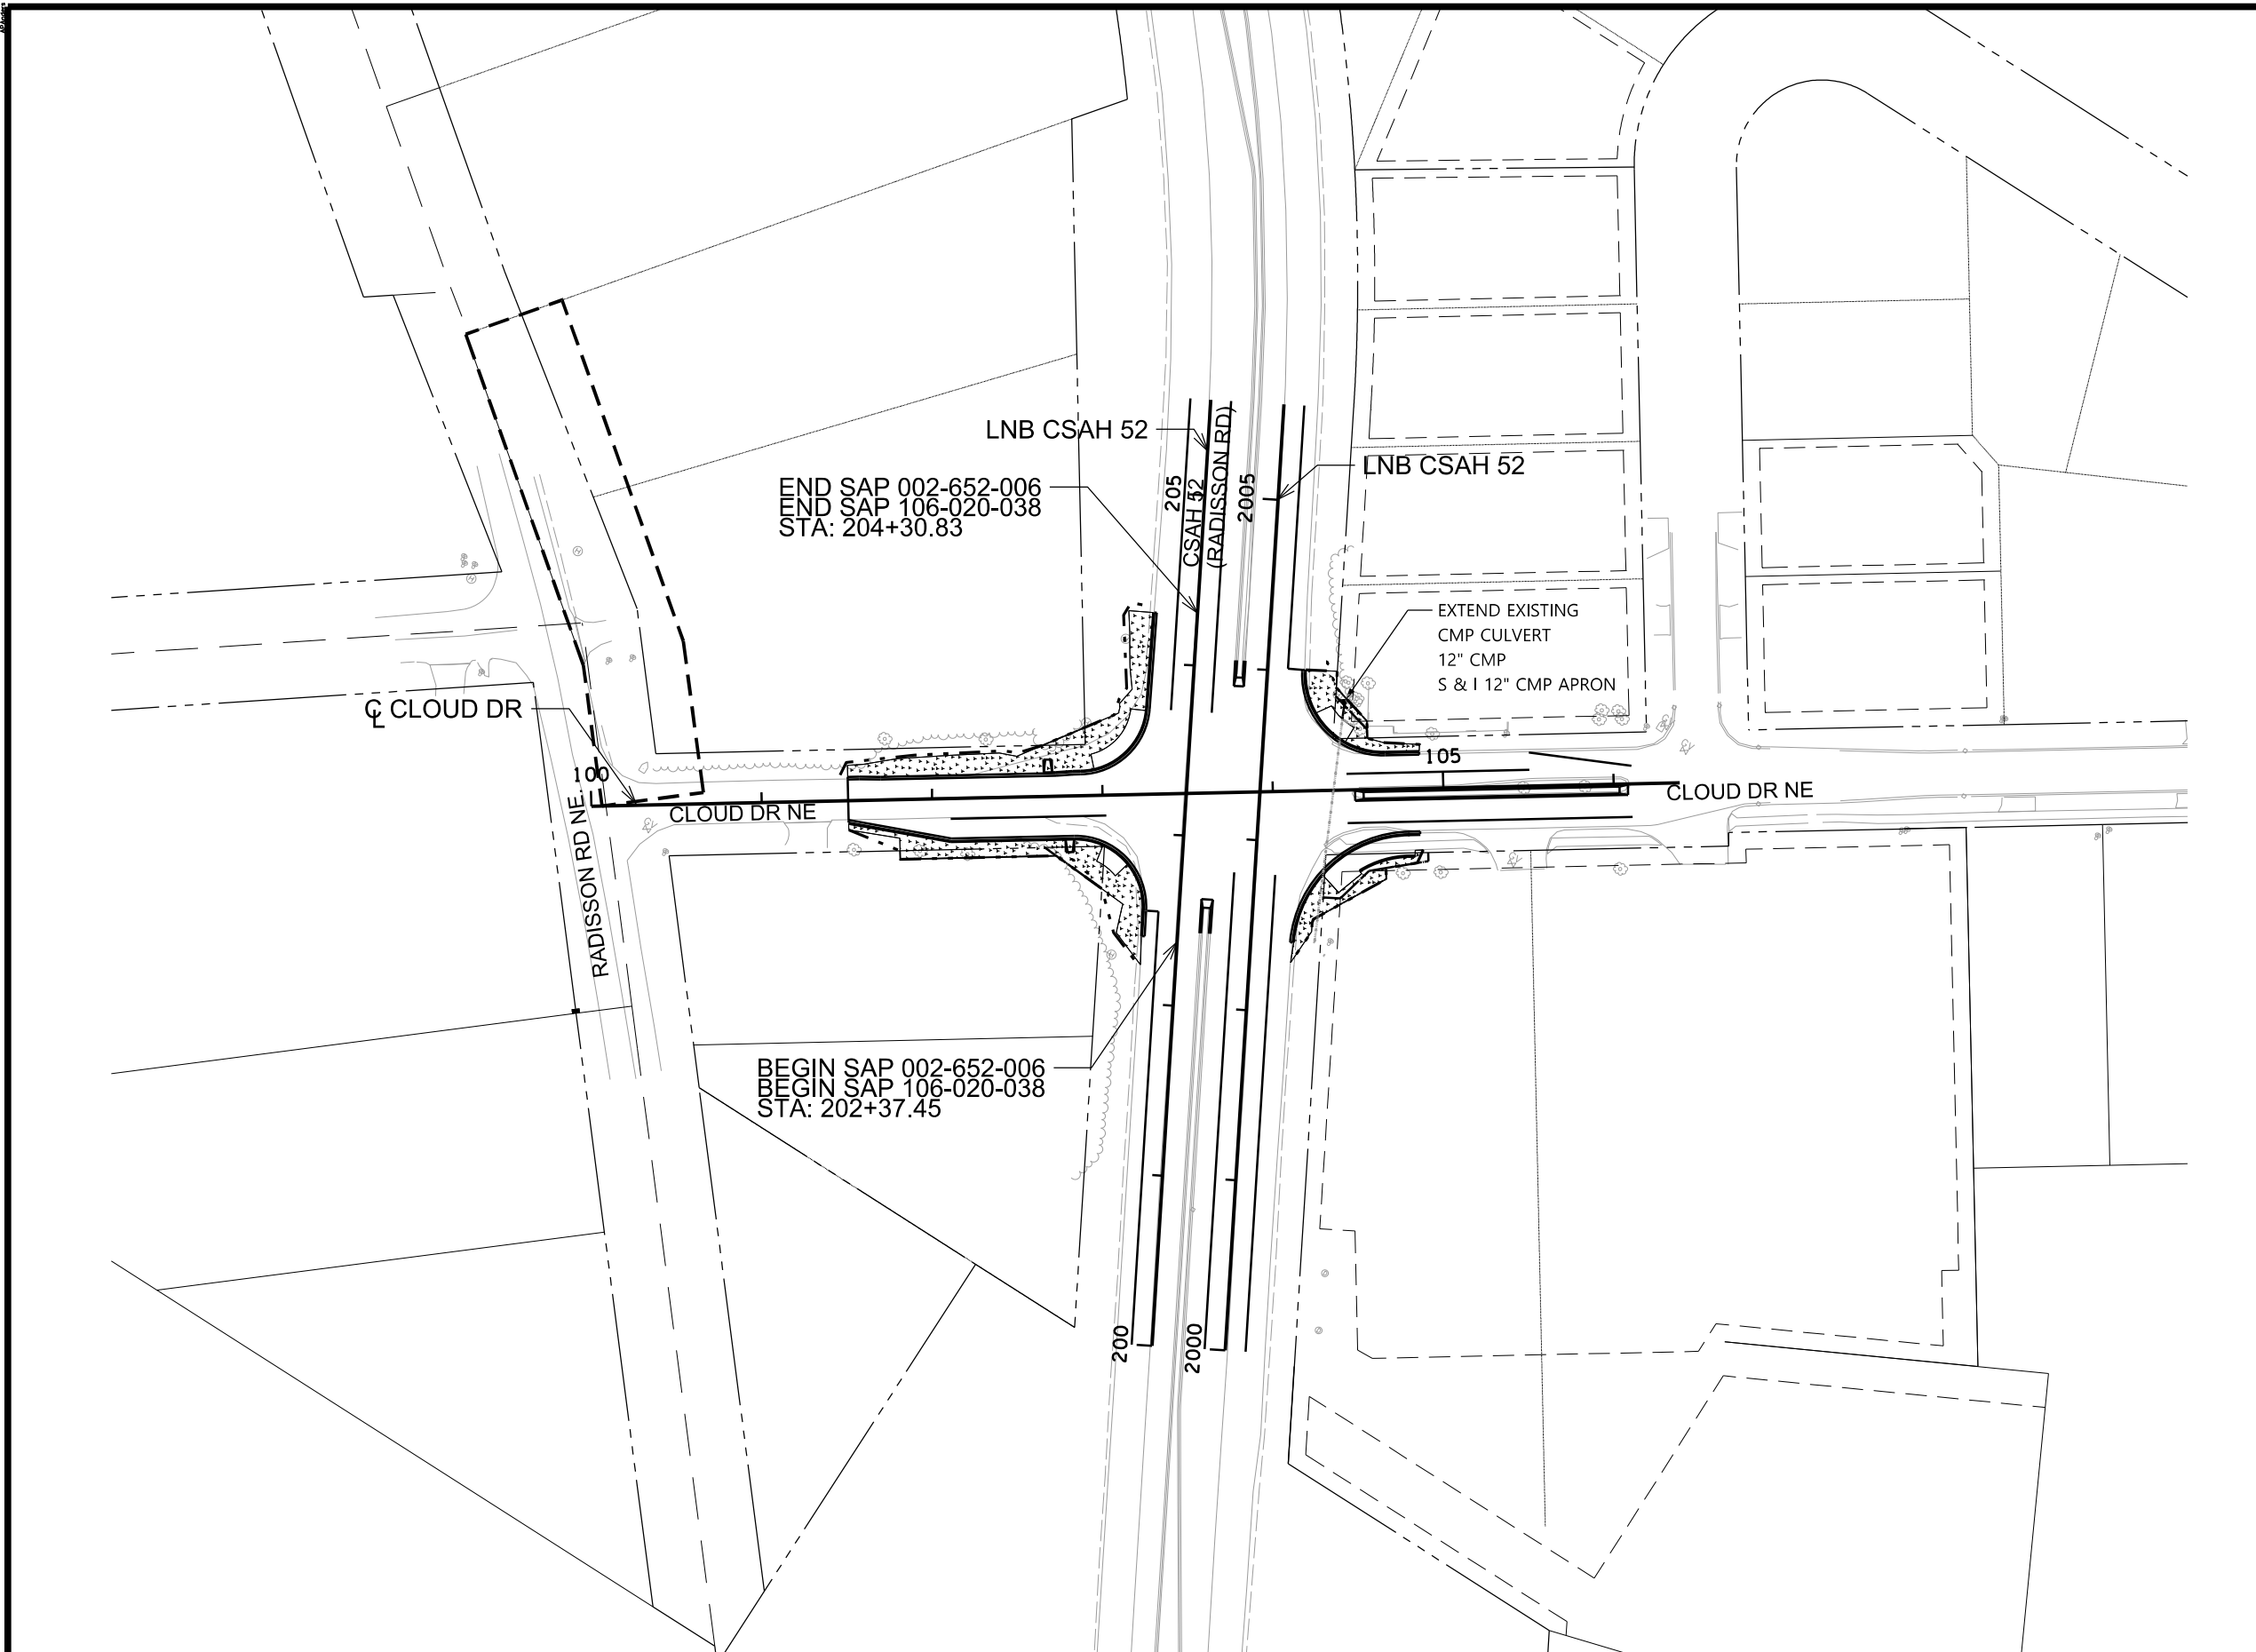 LNB CSAH 52
LNB CSAH 52
END SAP 002-652-006
END SAP 106-020-038
STA: 204+30.83
205
CSAH 52
(RADISSON RD)
2005
EXTEND EXISTING
CMP CULVERT
12" CMP
S & I 12" CMP APRON
℄ CLOUD DR
100
105
CLOUD DR NE
CLOUD DR NE
RADISSON RD NE.
BEGIN SAP 002-652-006
BEGIN SAP 106-020-038
STA: 202+37.45
200
2000